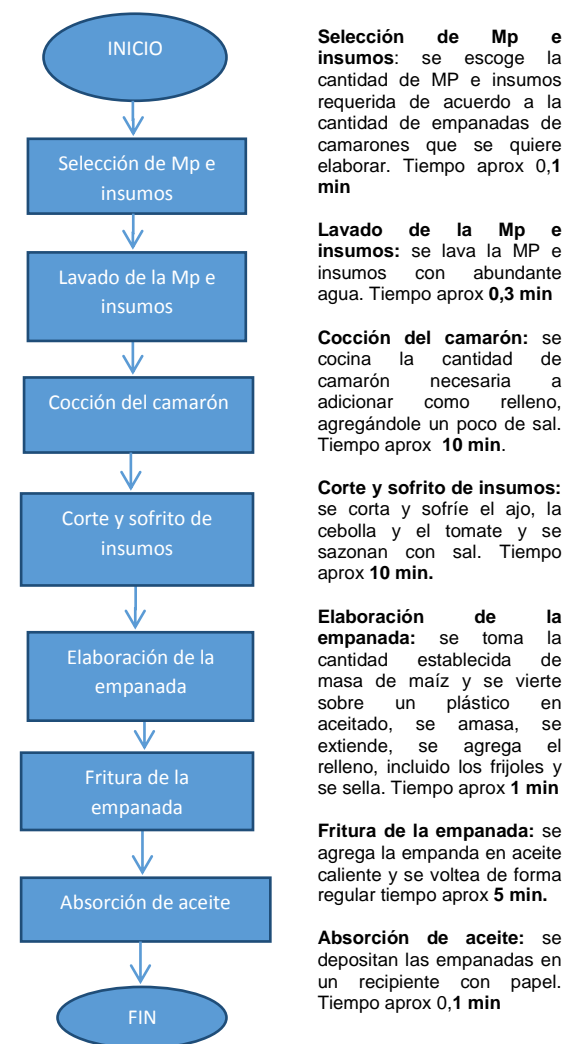 INICIO
Selección de Mp e
insumos
Lavado de la Mp e
insumos
Cocción del camarón
Corte y sofrito de
insumos
Elaboración de la
empanada
Fritura de la
empanada
Absorción de aceite
FIN
Selección de Mp e
insumos: se escoge la
cantidad de MP e insumos
requerida de acuerdo a la
cantidad de empanadas de
camarones que se quiere
elaborar. Tiempo aprox 0,1
min
Lavado de la Mp e
insumos: se lava la MP e
insumos con abundante
agua. Tiempo aprox 0,3 min
Cocción del camarón: se
cocina la cantidad de
camarón necesaria a
adicionar como relleno,
agregándole un poco de sal.
Tiempo aprox 10 min.
Corte y sofrito de insumos:
se corta y sofríe el ajo, la
cebolla y el tomate y se
sazonan con sal. Tiempo
aprox 10 min.
Elaboración de la
empanada: se toma la
cantidad establecida de
masa de maíz y se vierte
sobre un plástico en
aceitado, se amasa, se
extiende, se agrega el
relleno, incluido los frijoles y
se sella. Tiempo aprox 1 min
Fritura de la empanada: se
agrega la empanda en aceite
caliente y se voltea de forma
regular tiempo aprox 5 min.
Absorción de aceite: se
depositan las empanadas en
un recipiente con papel.
Tiempo aprox 0,1 min